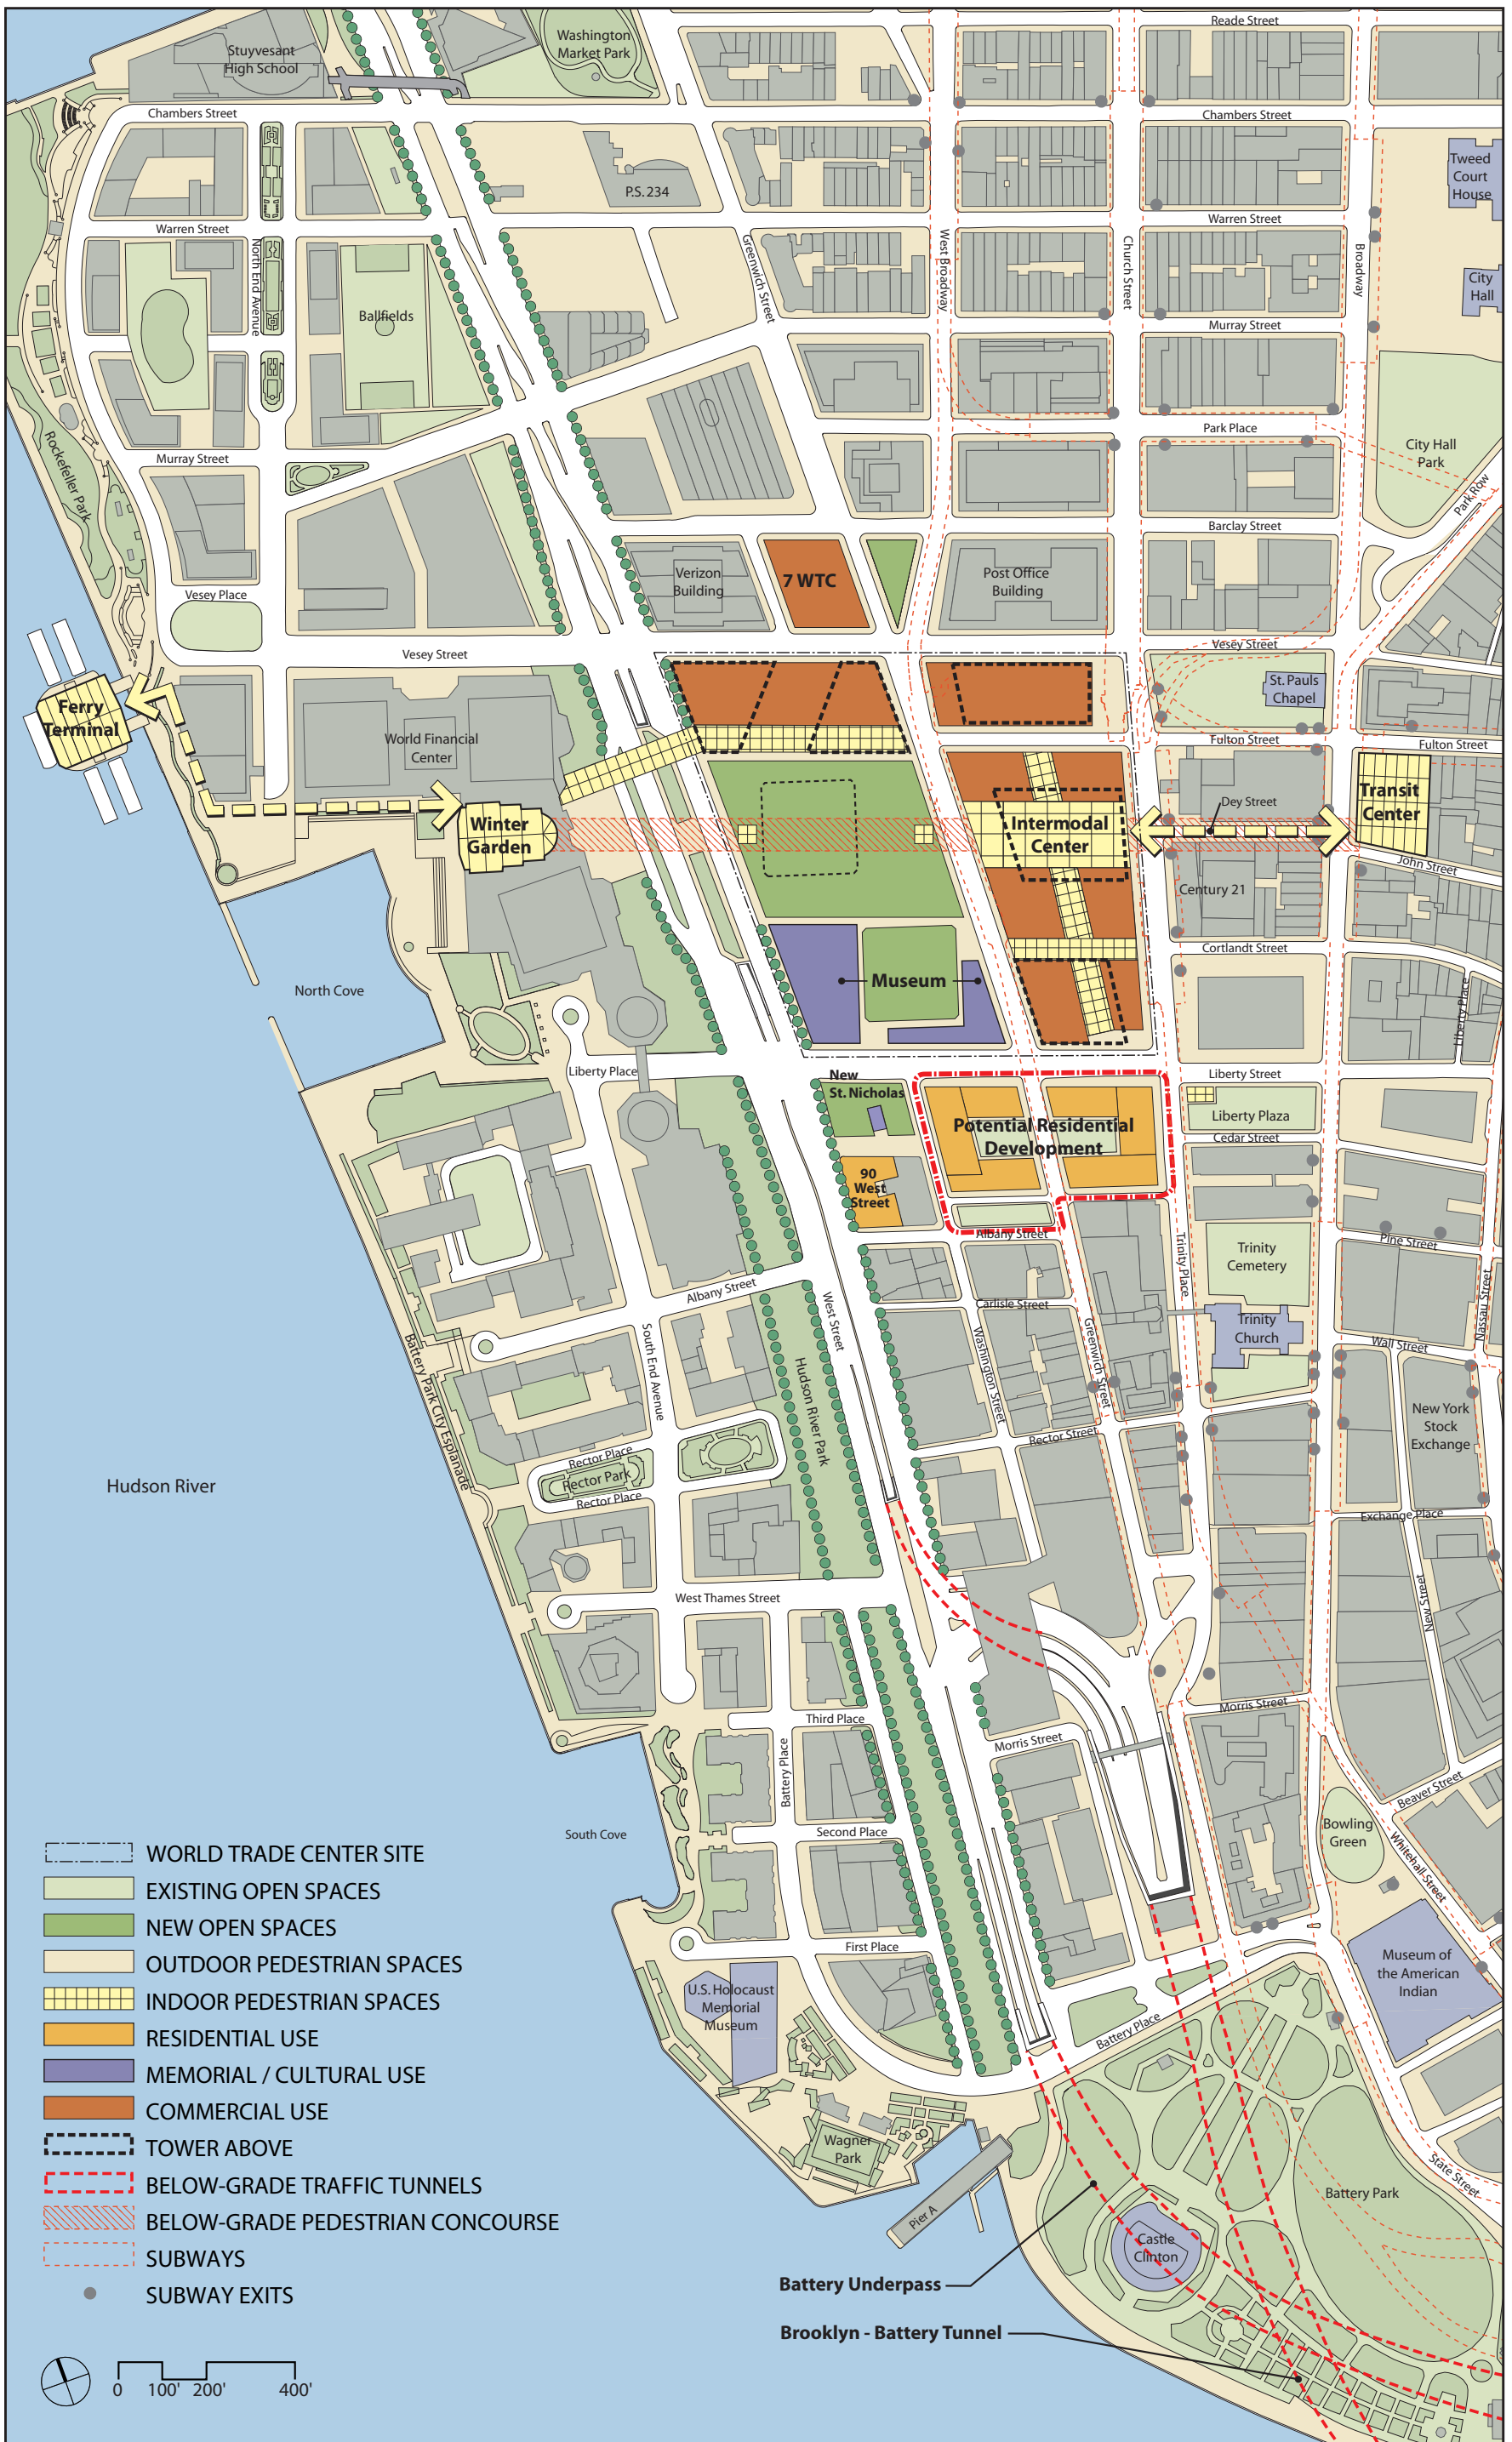 Reade Street
Washington
Market Park
Stuyvesant
High School
Chambers Street
Chambers Street
Tweed
Court
House
P.S. 234
Warren Street
Warren Street
North End Avenue
Greenwich Street
West Broadway
Church Street
Broadway
City
Hall
Ballfields
Murray Street
Rockefeller Park
Murray Street
Park Place
City Hall
Park
Park Row
Barclay Street
Verizon
Building
7 WTC
Post Office
Building
Vesey Place
Vesey Street
Vesey Street
St. Pauls
Chapel
Ferry
Terminal
World Financial
Center
Fulton Street
Fulton Street
Transit
Center
Dey Street
Winter
Garden
Intermodal
Center
John Street
Century 21
Cortlandt Street
Museum
North Cove
Liberty Place
Liberty Place
New
St. Nicholas
Liberty Street
Liberty Plaza
Potential Residential
Development
Cedar Street
90
West
Street
Albany Street
Trinity Place
Trinity
Cemetery
Pine Street
Albany Street
West Street
Carlisle Street
Nassau Street
Trinity
Church
Wall Street
Battery Park City Esplanade
South End Avenue
Hudson River Park
Washington Street
Greenwich Street
New York
Stock
Exchange
Rector Street
Rector Place
Rector Park
Rector Place
Hudson River
Exchange Place
West Thames Street
New Street
Morris Street
Third Place
Morris Street
Battery Place
Beaver Street
South Cove
Second Place
Bowling
Green
Whitehall Street
First Place
Museum of
the American
Indian
U.S. Holocaust
Memorial
Museum
Battery Place
Wagner
Park
State Street
Battery Park
Pier A
Castle
Clinton
Battery Underpass
Brooklyn - Battery Tunnel
WORLD TRADE CENTER SITE
EXISTING OPEN SPACES
NEW OPEN SPACES
OUTDOOR PEDESTRIAN SPACES
INDOOR PEDESTRIAN SPACES
RESIDENTIAL USE
MEMORIAL / CULTURAL USE
COMMERCIAL USE
TOWER ABOVE
BELOW-GRADE TRAFFIC TUNNELS
BELOW-GRADE PEDESTRIAN CONCOURSE
SUBWAYS
SUBWAY EXITS
0 100' 200' 400'